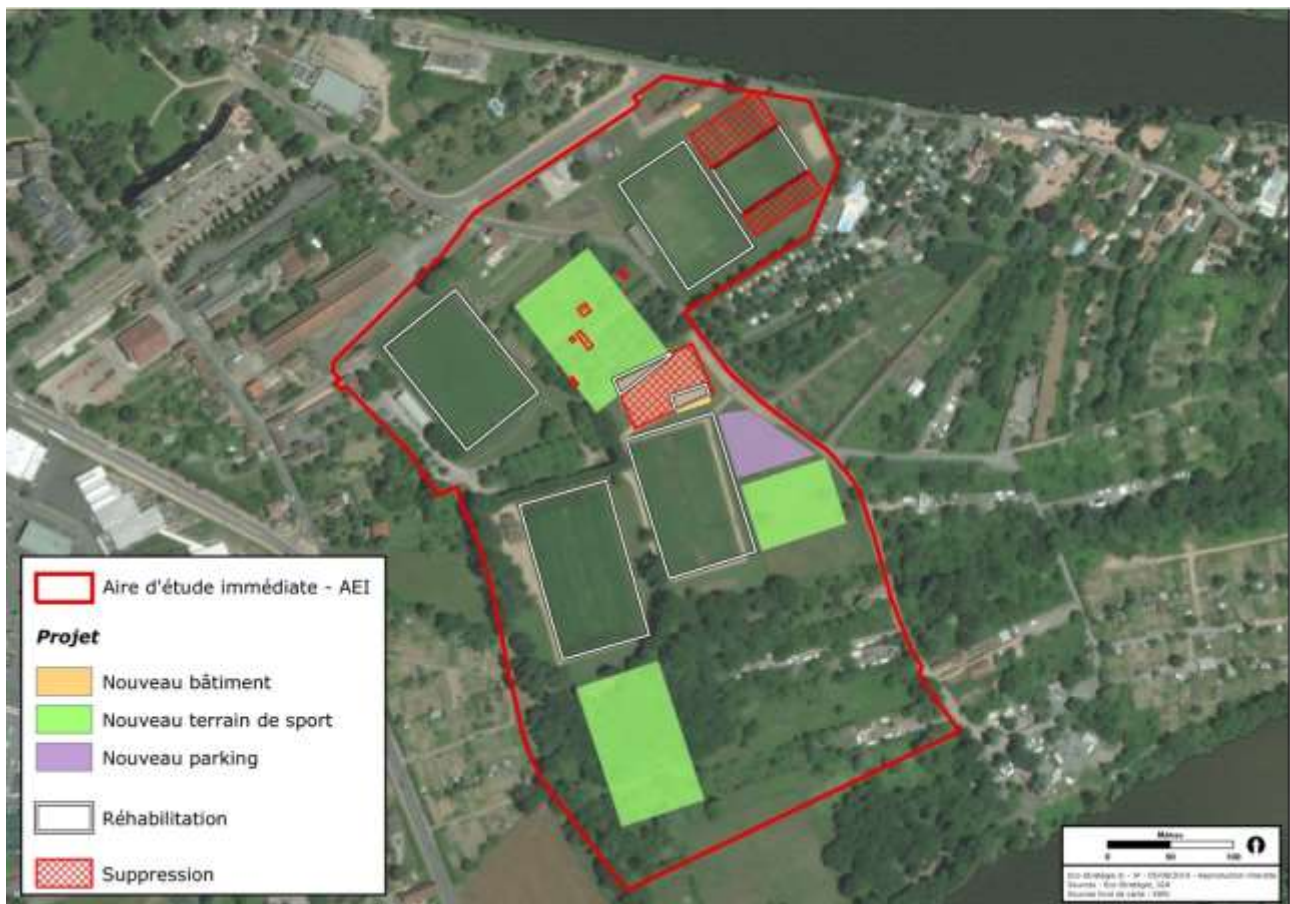 Aire d'étude immédiate - AEI
Projet
Nouveau bâtiment
Nouveau terrain de sport
Nouveau parking
Réhabilitation
Suppression
Mètres
0 50 100